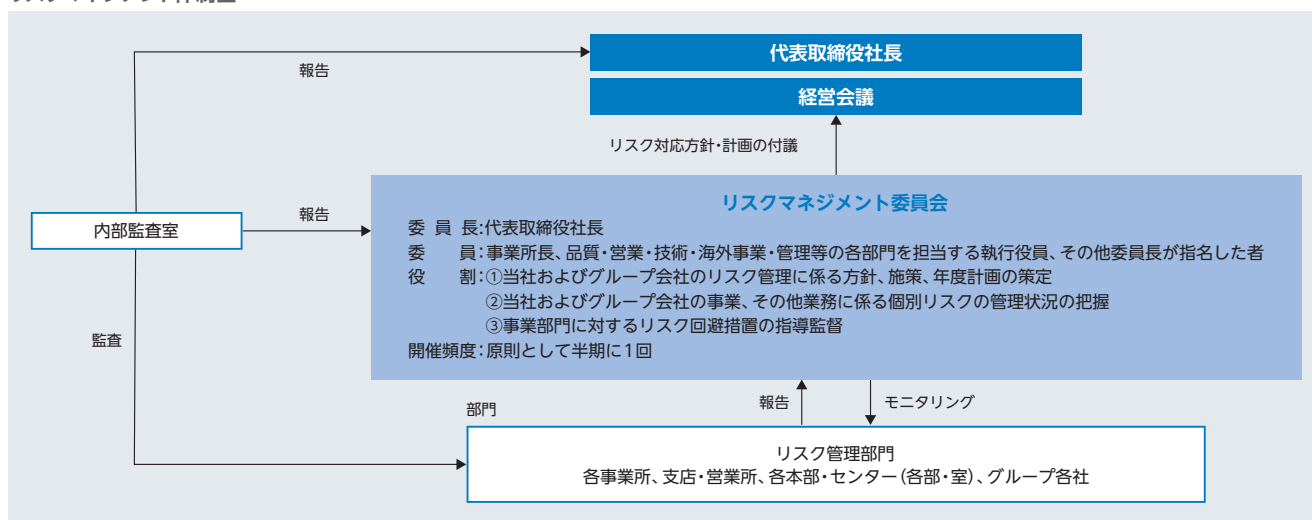 代表取締役社長
報告
経営会議
リスク対応方針・計画の付議
リスクマネジメント委員会
内部監査室
報告
委員長:代表取締役社長
委員:事業所長、品質・営業・技術・海外事業・管理等の各部門を担当する執行役員、その他委員長が指名した者
役割:①当社およびグループ会社のリスク管理に係る方針、施策、年度計画の策定
②当社およびグループ会社の事業、その他業務に係る個別リスクの管理状況の把握
③事業部門に対するリスク回避措置の指導監督
開催頻度:原則として半期に1回
監査
部門
報告
モニタリング
リスク管理部門
各事業所、支店・営業所、各本部・センター(各部・室)、グループ各社